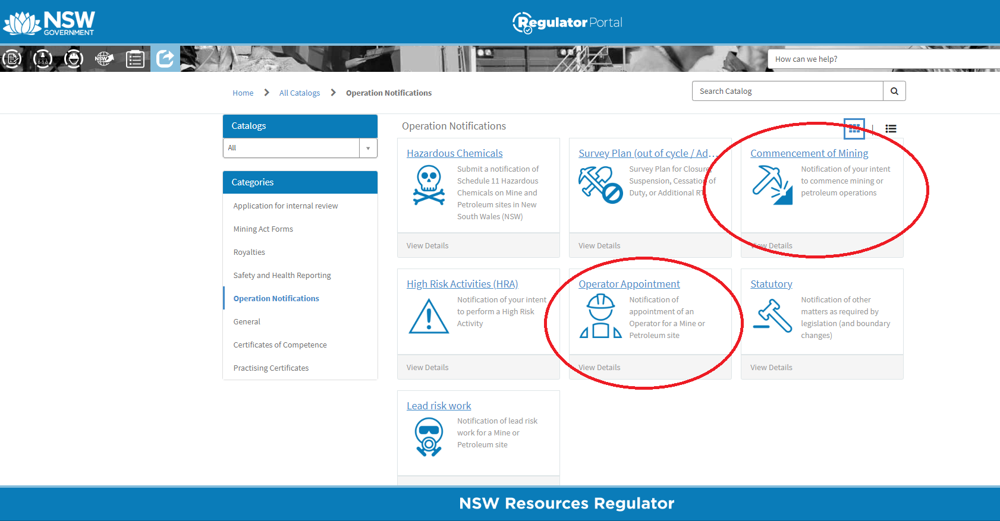 NSW
GOVERNMENT
Regulator Portal
NSW
How can we help?
Home > All Catalogs > Operation Notifications
Search Catalog
Catalogs
All
Categories
Application for internal review
Mining Act Forms
Royalties
Safety and Health Reporting
Operation Notifications
General
Certificates of Competence
Practising Certificates
Operation Notifications
Hazardous Chemicals
Submit a notification of
Schedule 11 Hazardous
Chemicals on Mine and
Petroleum sites in New
South Wales (NSW)
View Details
Survey Plan (out of cycle / Ad...
Survey Plan for Closure,
Suspension, Cessation of
Duty, or Additional RT
View Details
Commencement of Mining
Notification of your intent
to commence mining or
petroleum operations
View Details
High Risk Activities (HRA)
Notification of your intent
to perform a High Risk
Activity
View Details
Operator Appointment
Notification of
appointment of an
Operator for a Mine or
Petroleum site
View Details
Statutory
Notification of other
matters as required by
legislation (and boundary
changes)
View Details
Lead risk work
Notification of lead risk
work for a Mine or
Petroleum site
NSW Resources Regulator